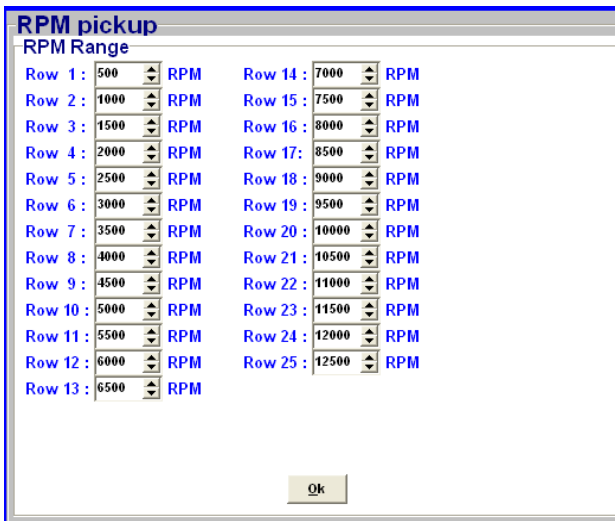 RPM pickup
RPM Range
Row 1 : 500 RPM
Row 2 : 1000 RPM
Row 3 : 1500 RPM
Row 4 : 2000 RPM
Row 5 : 2500 RPM
Row 6 : 3000 RPM
Row 7 : 3500 RPM
Row 8 : 4000 RPM
Row 9 : 4500 RPM
Row 10 : 5000 RPM
Row 11 : 5500 RPM
Row 12 : 6000 RPM
Row 13 : 6500 RPM
Row 14 : 7000 RPM
Row 15 : 7500 RPM
Row 16 : 8000 RPM
Row 17: 8500 RPM
Row 18 : 9000 RPM
Row 19 : 9500 RPM
Row 20 : 10000 RPM
Row 21 : 10500 RPM
Row 22 : 11000 RPM
Row 23 : 11500 RPM
Row 24 : 12000 RPM
Row 25 : 12500 RPM
Ok